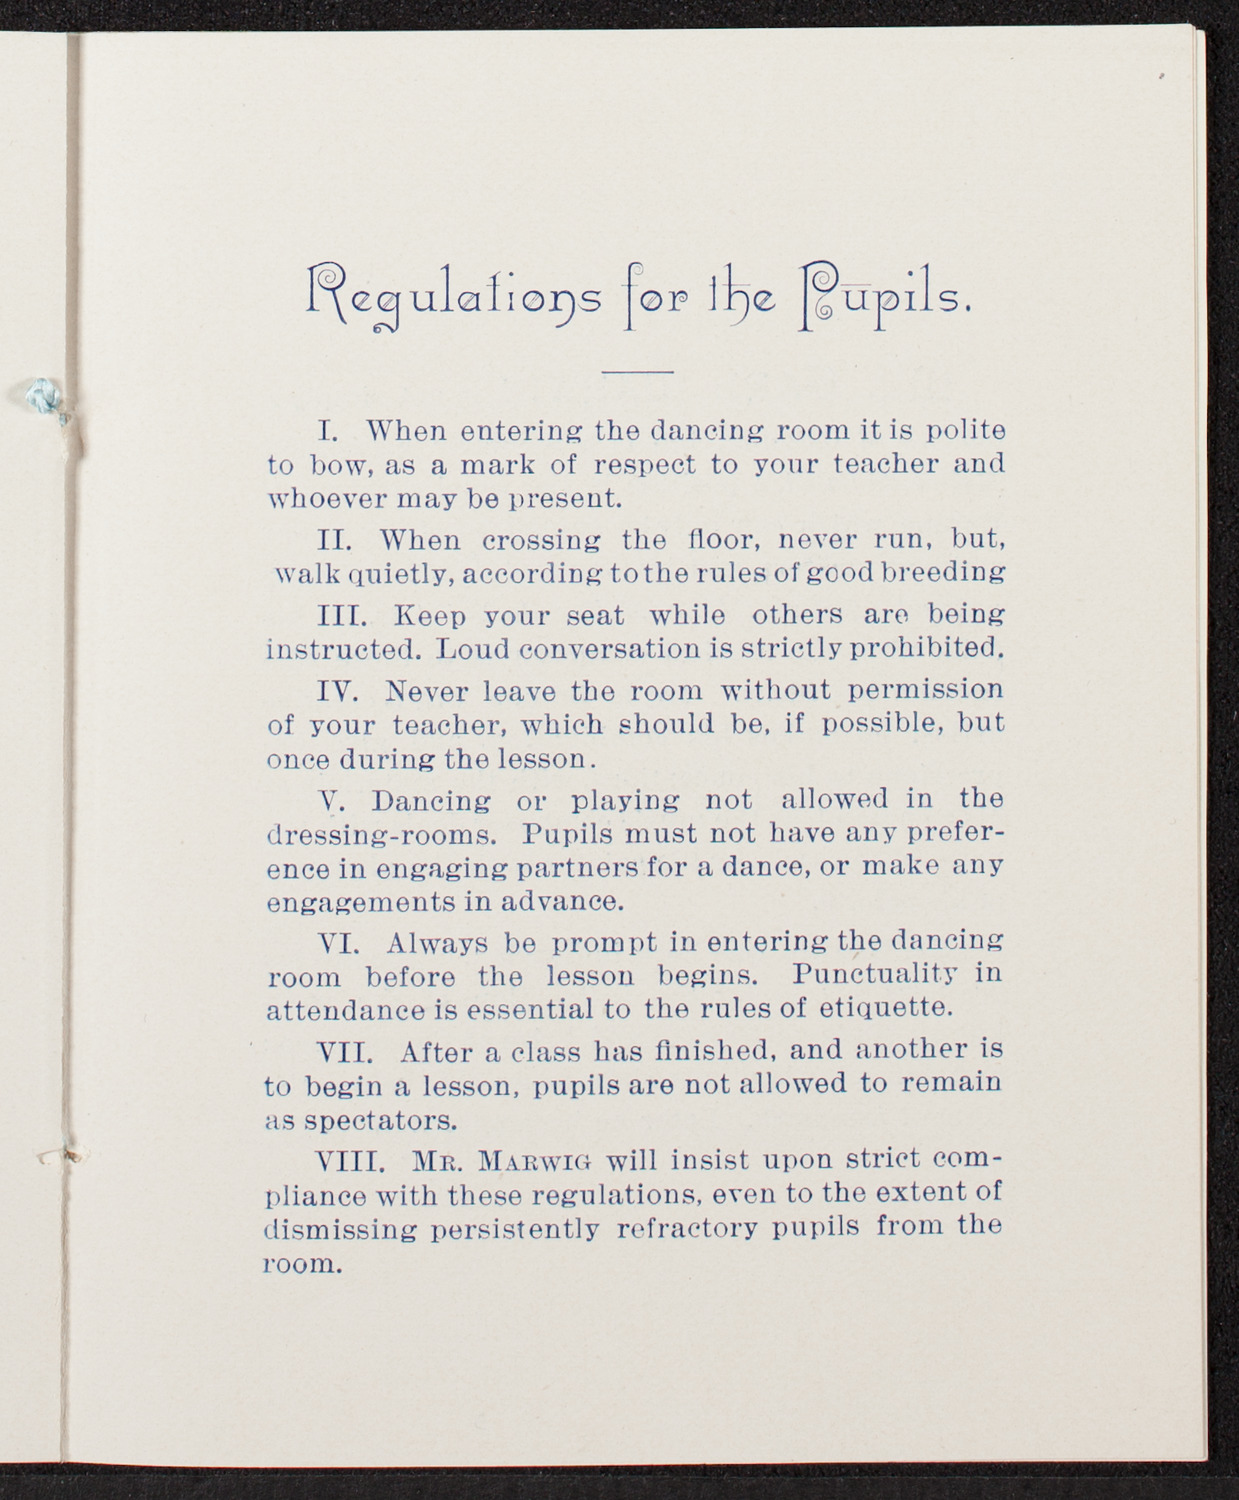 Regulations for the Pupils.
I. When entering the dancing room it is polite
to bow, as a mark of respect to your teacher and
whoever may be present.
II. When crossing the floor, never run, but,
walk quietly, according to the rules of good breeding
III. Keep your seat while others are being
instructed. Loud conversation is strictly prohibited.
IV. Never leave the room without permission
of your teacher, which should be, if possible, but
once during the lesson.
V. Dancing or playing not allowed in the
dressing-rooms. Pupils must not have any prefer-
ence in engaging partners for a dance, or make any
engagements in advance.
VI. Always be prompt in entering the dancing
room before the lesson begins. Punctuality in
attendance is essential to the rules of etiquette.
VII. After a class has finished, and another is
to begin a lesson, pupils are not allowed to remain
as spectators.
VIII. MR. MARWIG will insist upon strict com-
pliance with these regulations, even to the extent of
dismissing persistently refractory pupils from the
room.